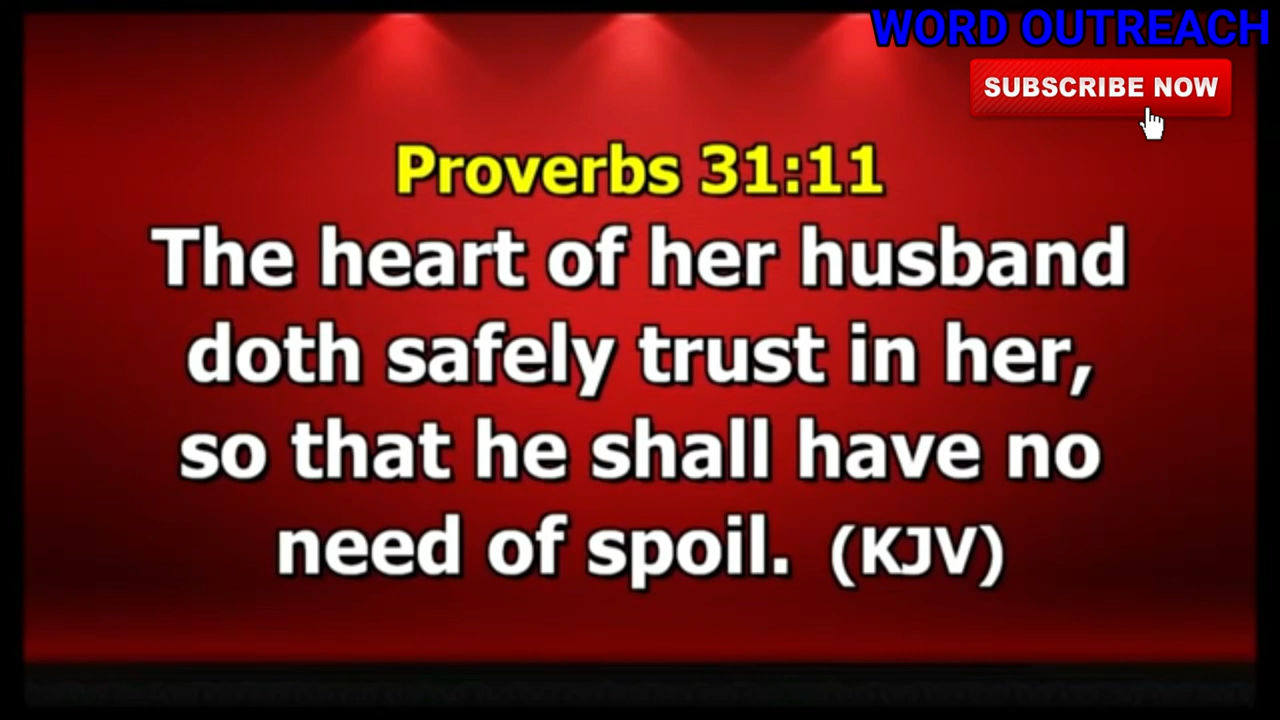 WORD OUTREACH
SUBSCRIBE NOW
Proverbs 31:11
The heart of her husband
doth safely trust in her,
so that he shall have no
need of spoil. (KJV)